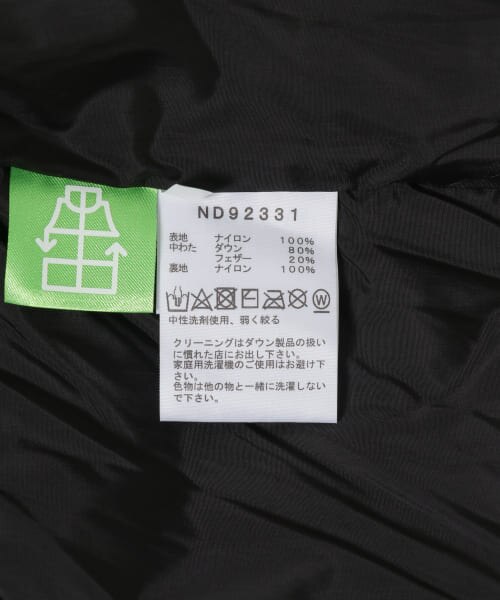 ND92331
表地 ナイロン 100%
中わた ダウン 80%
フェザー 20%
裏地 ナイロン 100%
W
中性洗剤使用、弱く絞る
クリーニングはダウン製品の扱い
に慣れた店にお出し下さい。
家庭用洗濯機のご使用はお避け下
さい。
色物は他の物と一緒に洗濯しない
で下さい。